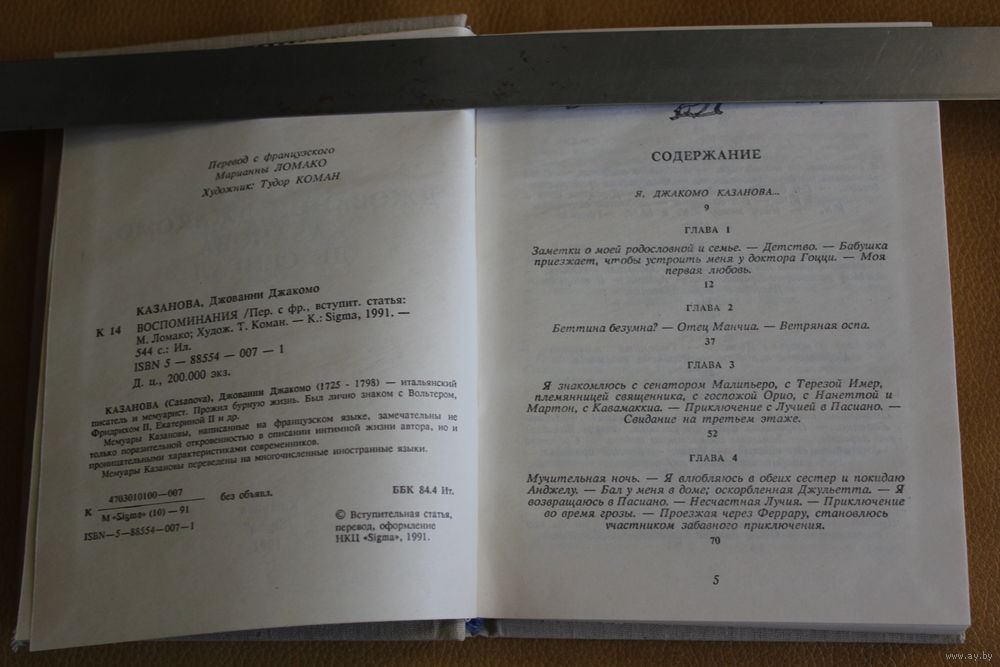 Перевод с французского
Марианны ЛОМАКО
Художник: Тудор КОМАН
КАЗАНОВА, Джованни Джакомо
К 14 ВОСПОМИНАНИЯ /Пер. с фр., вступит. статья:
М. Ломако; Худож. Т. Коман. — К.: Sigma, 1991. —
544 с.: Ил.
ISBN 5 — 88554 — 007 — 1
Д. ц., 200.000 экз.
КАЗАНОВА (Casanova), Джованни Джакомо (1725 - 1798) — итальянский
писатель и мемуарист. Прожил бурную жизнь. Был лично знаком с Вольтером,
Фридрихом II, Екатериной II и др.
Мемуары Казановы, написанные на французском языке, замечательны не
только поразительной откровенностью в описании интимной жизни автора, но и
проницательными характеристиками современников.
Мемуары Казановы переведены на многочисленные иностранные языки.
К 4703010100—007 без объявл.
М «Sigma» (10) — 91
ББК 84.4 Ит.
ISBN—5—88554—007—1
© Вступительная статья,
перевод, оформление
НКЦ «Sigma», 1991.
СОДЕРЖАНИЕ
Я, ДЖАКОМО КАЗАНОВА...
9
ГЛАВА 1
Заметки о моей родословной и семье. — Детство. — Бабушка
приезжает, чтобы устроить меня у доктора Гоцци. — Моя
первая любовь.
12
ГЛАВА 2
Беттина безумна? — Отец Манчиа. — Ветряная оспа.
37
ГЛАВА 3
Я знакомлюсь с сенатором Малипьеро, с Терезой Имер,
племянницей священника, с госпожой Орио, с Нанеттой и
Мартон, с Кавамаккиа. — Приключение с Лучией в Пасиано. —
Свидание на третьем этаже.
52
ГЛАВА 4
Мучительная ночь. — Я влюбляюсь в обеих сестер и покидаю
Анджелу. — Бал у меня в доме; оскорбленная Джульетта. — Я
возвращаюсь в Пасиано. — Несчастная Лучия. — Приключение
во время грозы. — Проезжая через Феррару, становлюсь
участником забавного приключения.
70
5
www.ay.by